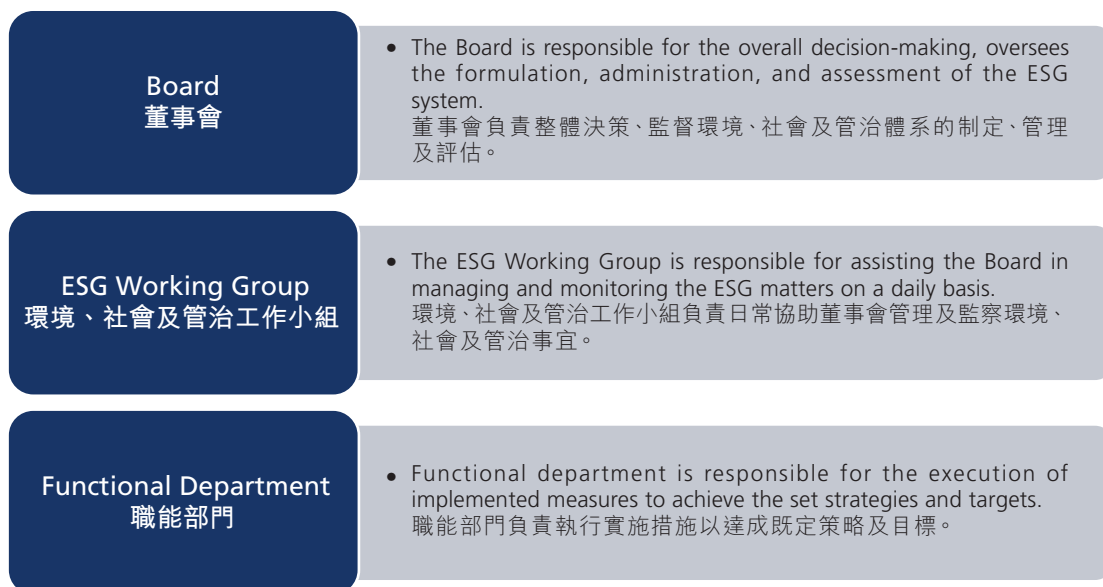 Board
董事會
• The Board is responsible for the overall decision-making, oversees
the formulation, administration, and assessment of the ESG
system.
董事會負責整體決策、監督環境、社會及管治體系的制定、管理
及評估。
ESG Working Group
環境、社會及管治工作小組
• The ESG Working Group is responsible for assisting the Board in
managing and monitoring the ESG matters on a daily basis.
環境、社會及管治工作小組負責日常協助董事會管理及監察環境、
社會及管治事宜。
Functional Department
職能部門
• Functional department is responsible for the execution of
implemented measures to achieve the set strategies and targets.
職能部門負責執行實施措施以達成既定策略及目標。